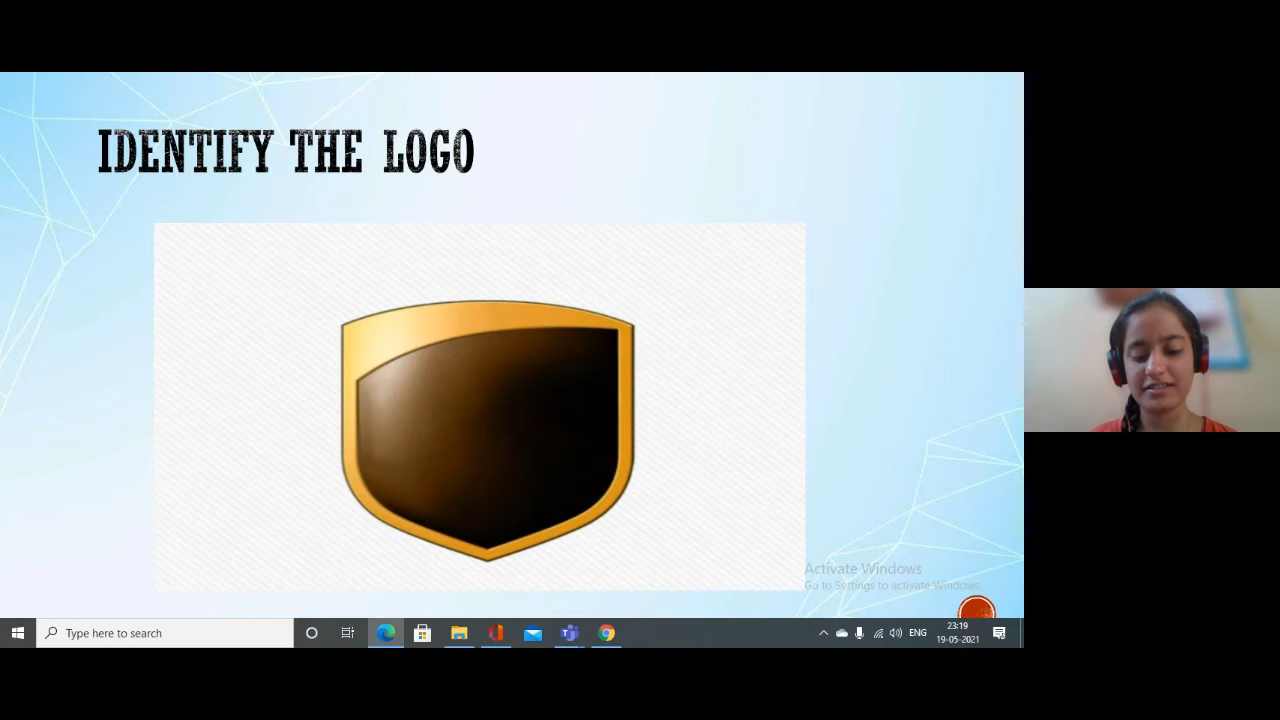 IDENTIFY THE LOGO
Activate Windows
Go to Settings to activate Windows.
Type here to search
ENG
23:19
19-05-2021